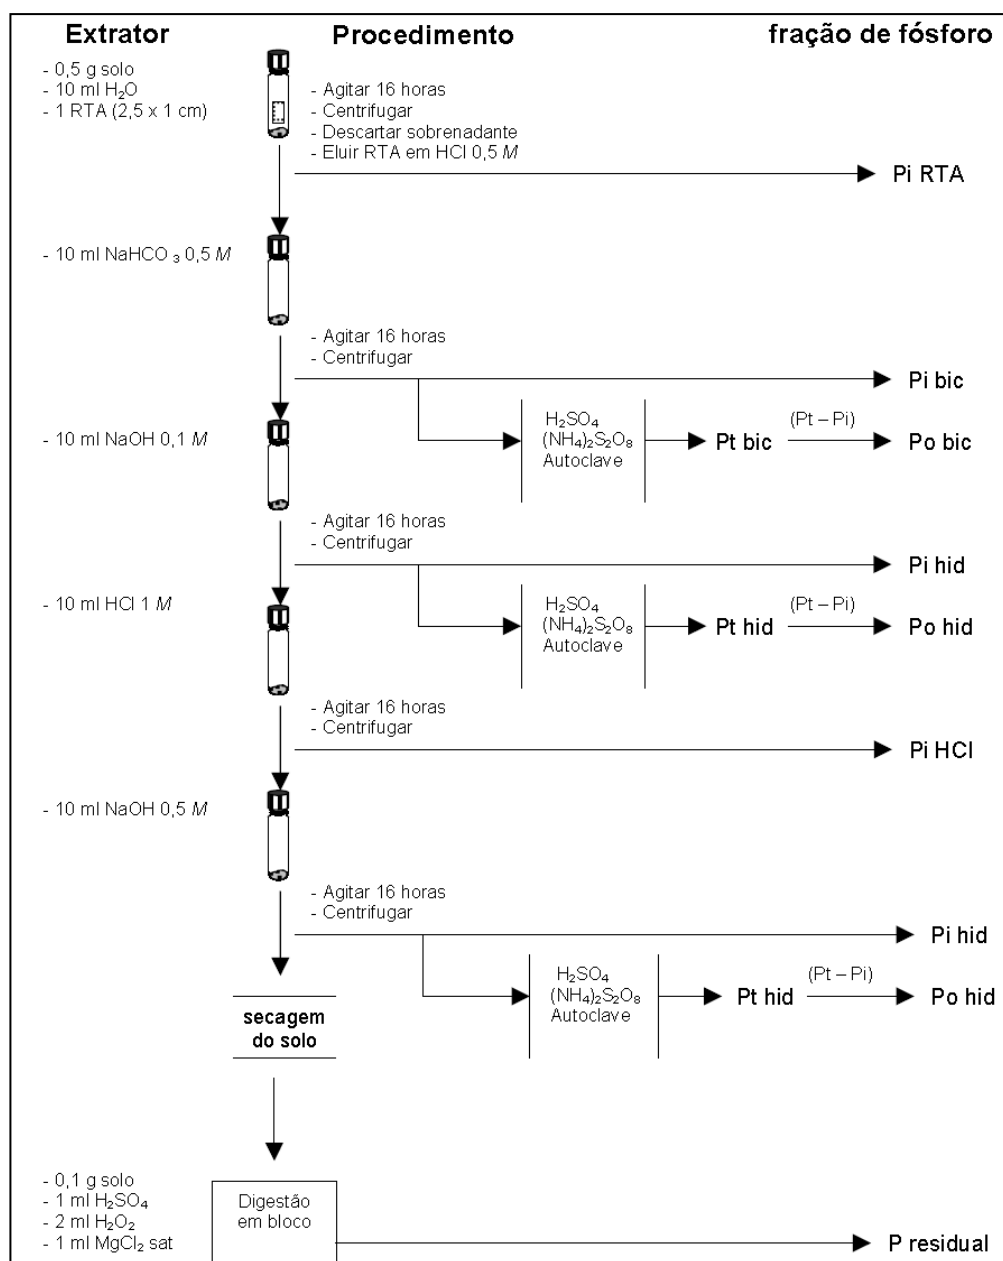 Extrator
Procedimento
fração de fósforo
- 0,5 g solo
- 10 ml H₂O
- 1 RTA (2,5 x 1 cm)
- Agitar 16 horas
- Centrifugar
- Descartar sobrenadante
- Eluir RTA em HCl 0,5 M
Pi RTA
- 10 ml NaHCO ₃ 0,5 M
- Agitar 16 horas
- Centrifugar
Pi bic
- 10 ml NaOH 0,1 M
H₂SO₄
(NH₄)₂S₂O₈
Autoclave
Pt bic
(Pt – Pi)
Po bic
- Agitar 16 horas
- Centrifugar
Pi hid
- 10 ml HCl 1 M
H₂SO₄
(NH₄)₂S₂O₈
Autoclave
Pt hid
(Pt – Pi)
Po hid
- Agitar 16 horas
- Centrifugar
Pi HCl
- 10 ml NaOH 0,5 M
- Agitar 16 horas
- Centrifugar
Pi hid
H₂SO₄
(NH₄)₂S₂O₈
Autoclave
Pt hid
(Pt – Pi)
Po hid
secagem
do solo
- 0,1 g solo
- 1 ml H₂SO₄
- 2 ml H₂O₂
- 1 ml MgCl₂ sat
Digestão
em bloco
P residual